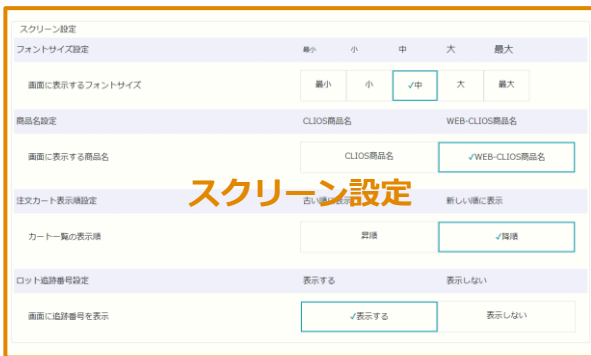 スクリーン設定
フォントサイズ設定 最小 小 中 大 最大
画面に表示するフォントサイズ 最小 小 ✓中 大 最大
商品名設定 CLIOS商品名 WEB-CLIOS商品名
画面に表示する商品名 CLIOS商品名 ✓WEB-CLIOS商品名
スクリーン設定
注文カート表示順設定 古い順に表示 新しい順に表示
カート一覧の表示順 昇順 ✓降順
ロット追跡番号設定 表示する 表示しない
画面に追跡番号を表示 ✓表示する 表示しない